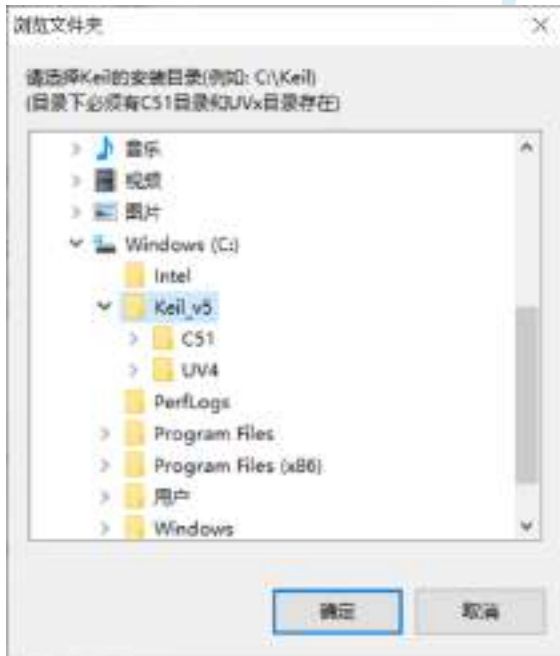 浏览文件夹
请选择Keil的安装目录(例如: C:\Keil)
(目录下必须有C51目录和UVx目录存在)
音乐
视频
图片
Windows (C:)
Intel
Keil_v5
C51
UV4
PerfLogs
Program Files
Program Files (x86)
用户
Windows
确定
取消